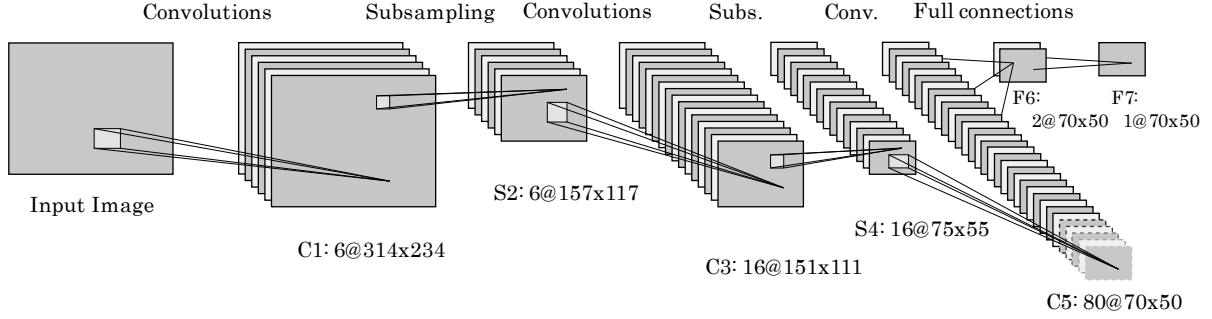 Convolutions
Subsampling
Convolutions
Subs.
Conv.
Full connections
Input Image
C1: 6@314x234
S2: 6@157x117
C3: 16@151x111
S4: 16@75x55
C5: 80@70x50
F6:
2@70x50
F7:
1@70x50